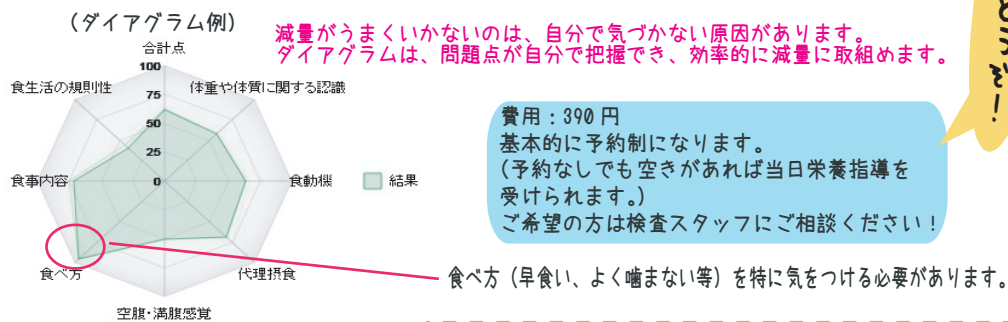 (ダイアグラム例)
減量がうまくいかないのは、自分で気づかない原因があります。
ダイアグラムは、問題点が自分で把握でき、効率的に減量に取組めます。
どうぞ!
合計点
100
75
50
25
0
食生活の規則性
体重や体質に関する認識
食事内容
食動機
結果
食べ方
代理摂食
空腹・満腹感覚
費用:390 円
基本的に予約制になります。
(予約なしでも空きがあれば当日栄養指導を
受けられます。)
ご希望の方は検査スタッフにご相談ください!
食べ方(早食い、よく噛まない等)を特に気をつける必要があります。